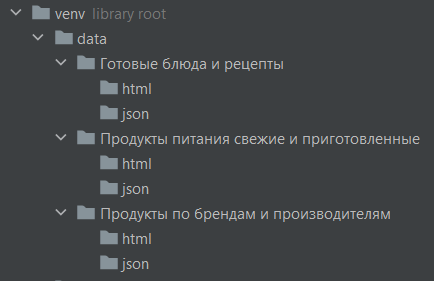 venv library root
data
Готовые блюда и рецепты
html
json
Продукты питания свежие и приготовленные
html
json
Продукты по брендам и производителям
html
json